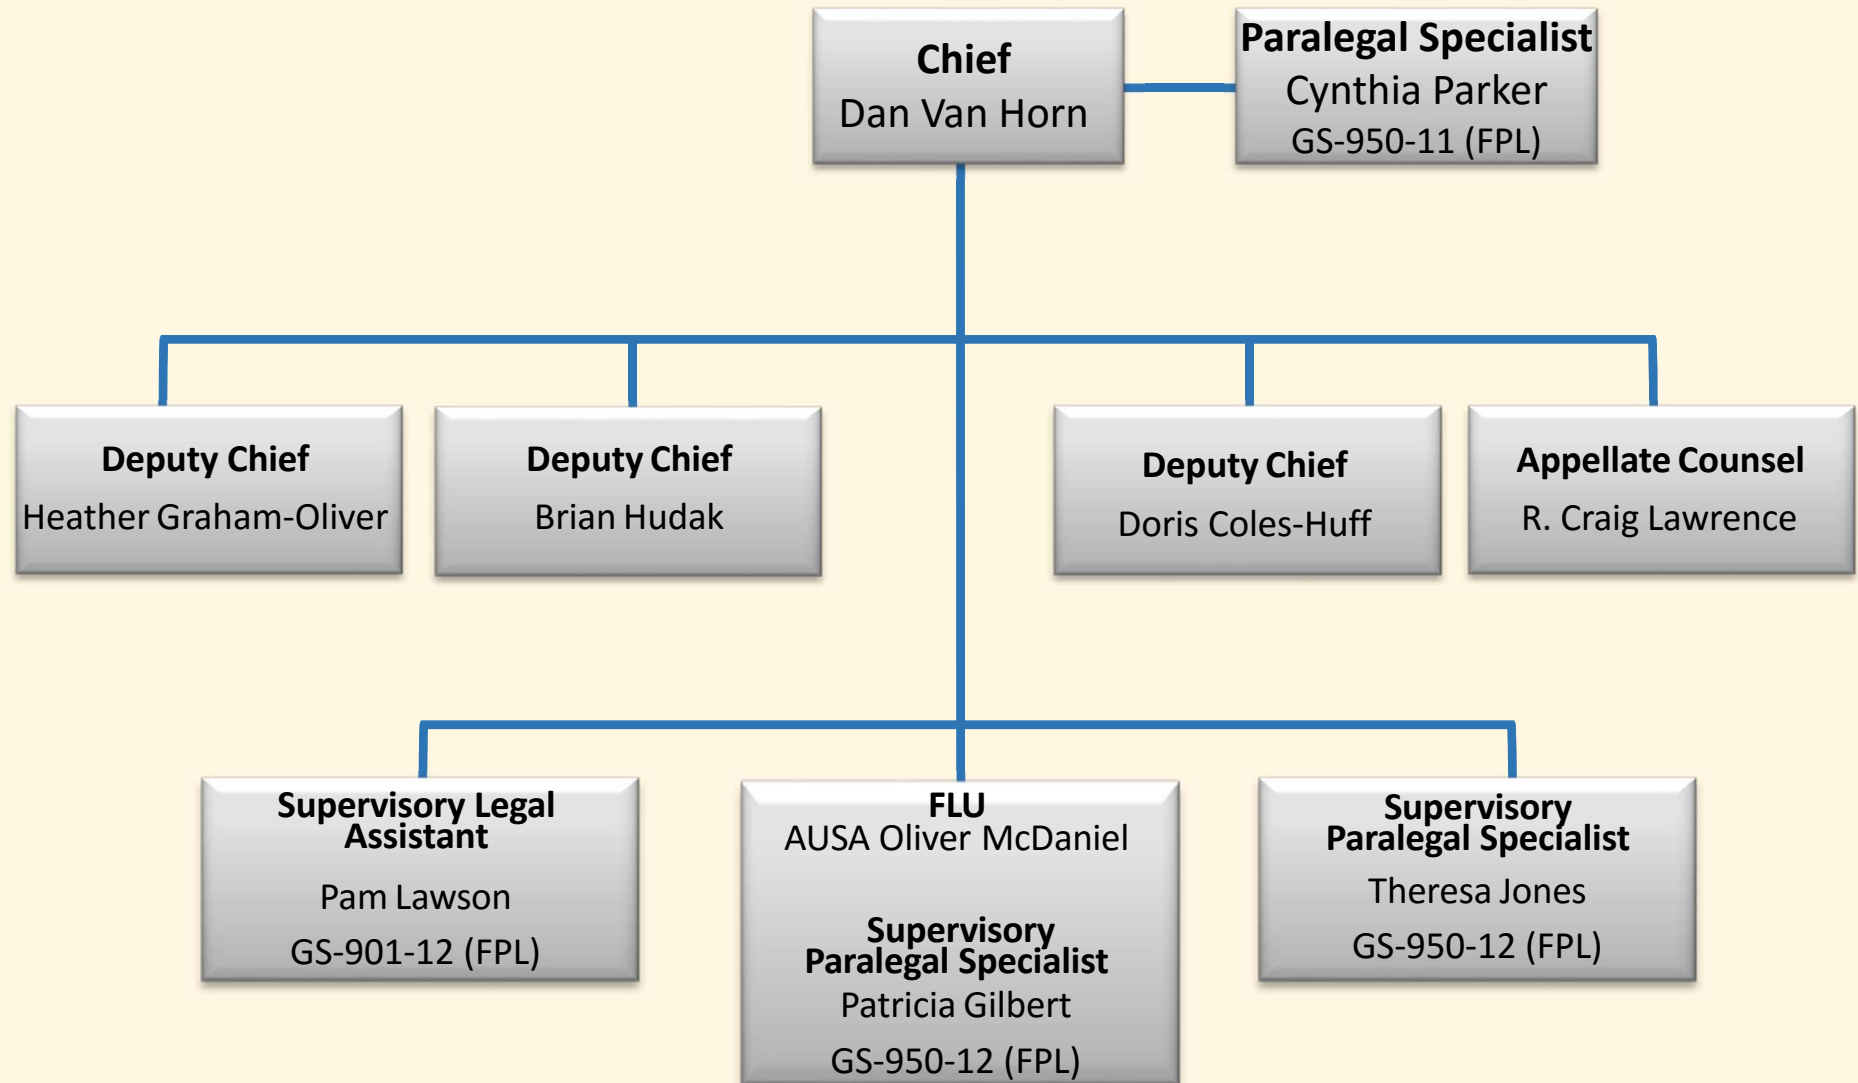 Chief
Dan Van Horn
Paralegal Specialist
Cynthia Parker
GS-950-11 (FPL)
Deputy Chief
Heather Graham-Oliver
Deputy Chief
Brian Hudak
Deputy Chief
Doris Coles-Huff
Appellate Counsel
R. Craig Lawrence
Supervisory Legal
Assistant
Pam Lawson
GS-901-12 (FPL)
FLU
AUSA Oliver McDaniel
Supervisory
Paralegal Specialist
Patricia Gilbert
GS-950-12 (FPL)
Supervisory
Paralegal Specialist
Theresa Jones
GS-950-12 (FPL)